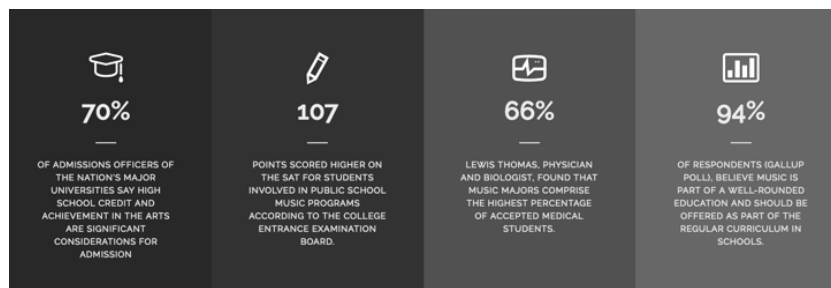 70%
OF ADMISSIONS OFFICERS OF
THE NATION'S MAJOR
UNIVERSITIES SAY HIGH
SCHOOL CREDIT AND
ACHIEVEMENT IN THE ARTS
ARE SIGNIFICANT
CONSIDERATIONS FOR
ADMISSION
107
POINTS SCORED HIGHER ON
THE SAT FOR STUDENTS
INVOLVED IN PUBLIC SCHOOL
MUSIC PROGRAMS
ACCORDING TO THE COLLEGE
ENTRANCE EXAMINATION
BOARD.
66%
LEWIS THOMAS, PHYSICIAN
AND BIOLOGIST, FOUND THAT
MUSIC MAJORS COMPRISE
THE HIGHEST PERCENTAGE
OF ACCEPTED MEDICAL
STUDENTS.
94%
OF RESPONDENTS (GALLUP
POLL), BELIEVE MUSIC IS
PART OF A WELL-ROUNDED
EDUCATION AND SHOULD BE
OFFERED AS PART OF THE
REGULAR CURRICULUM IN
SCHOOLS.